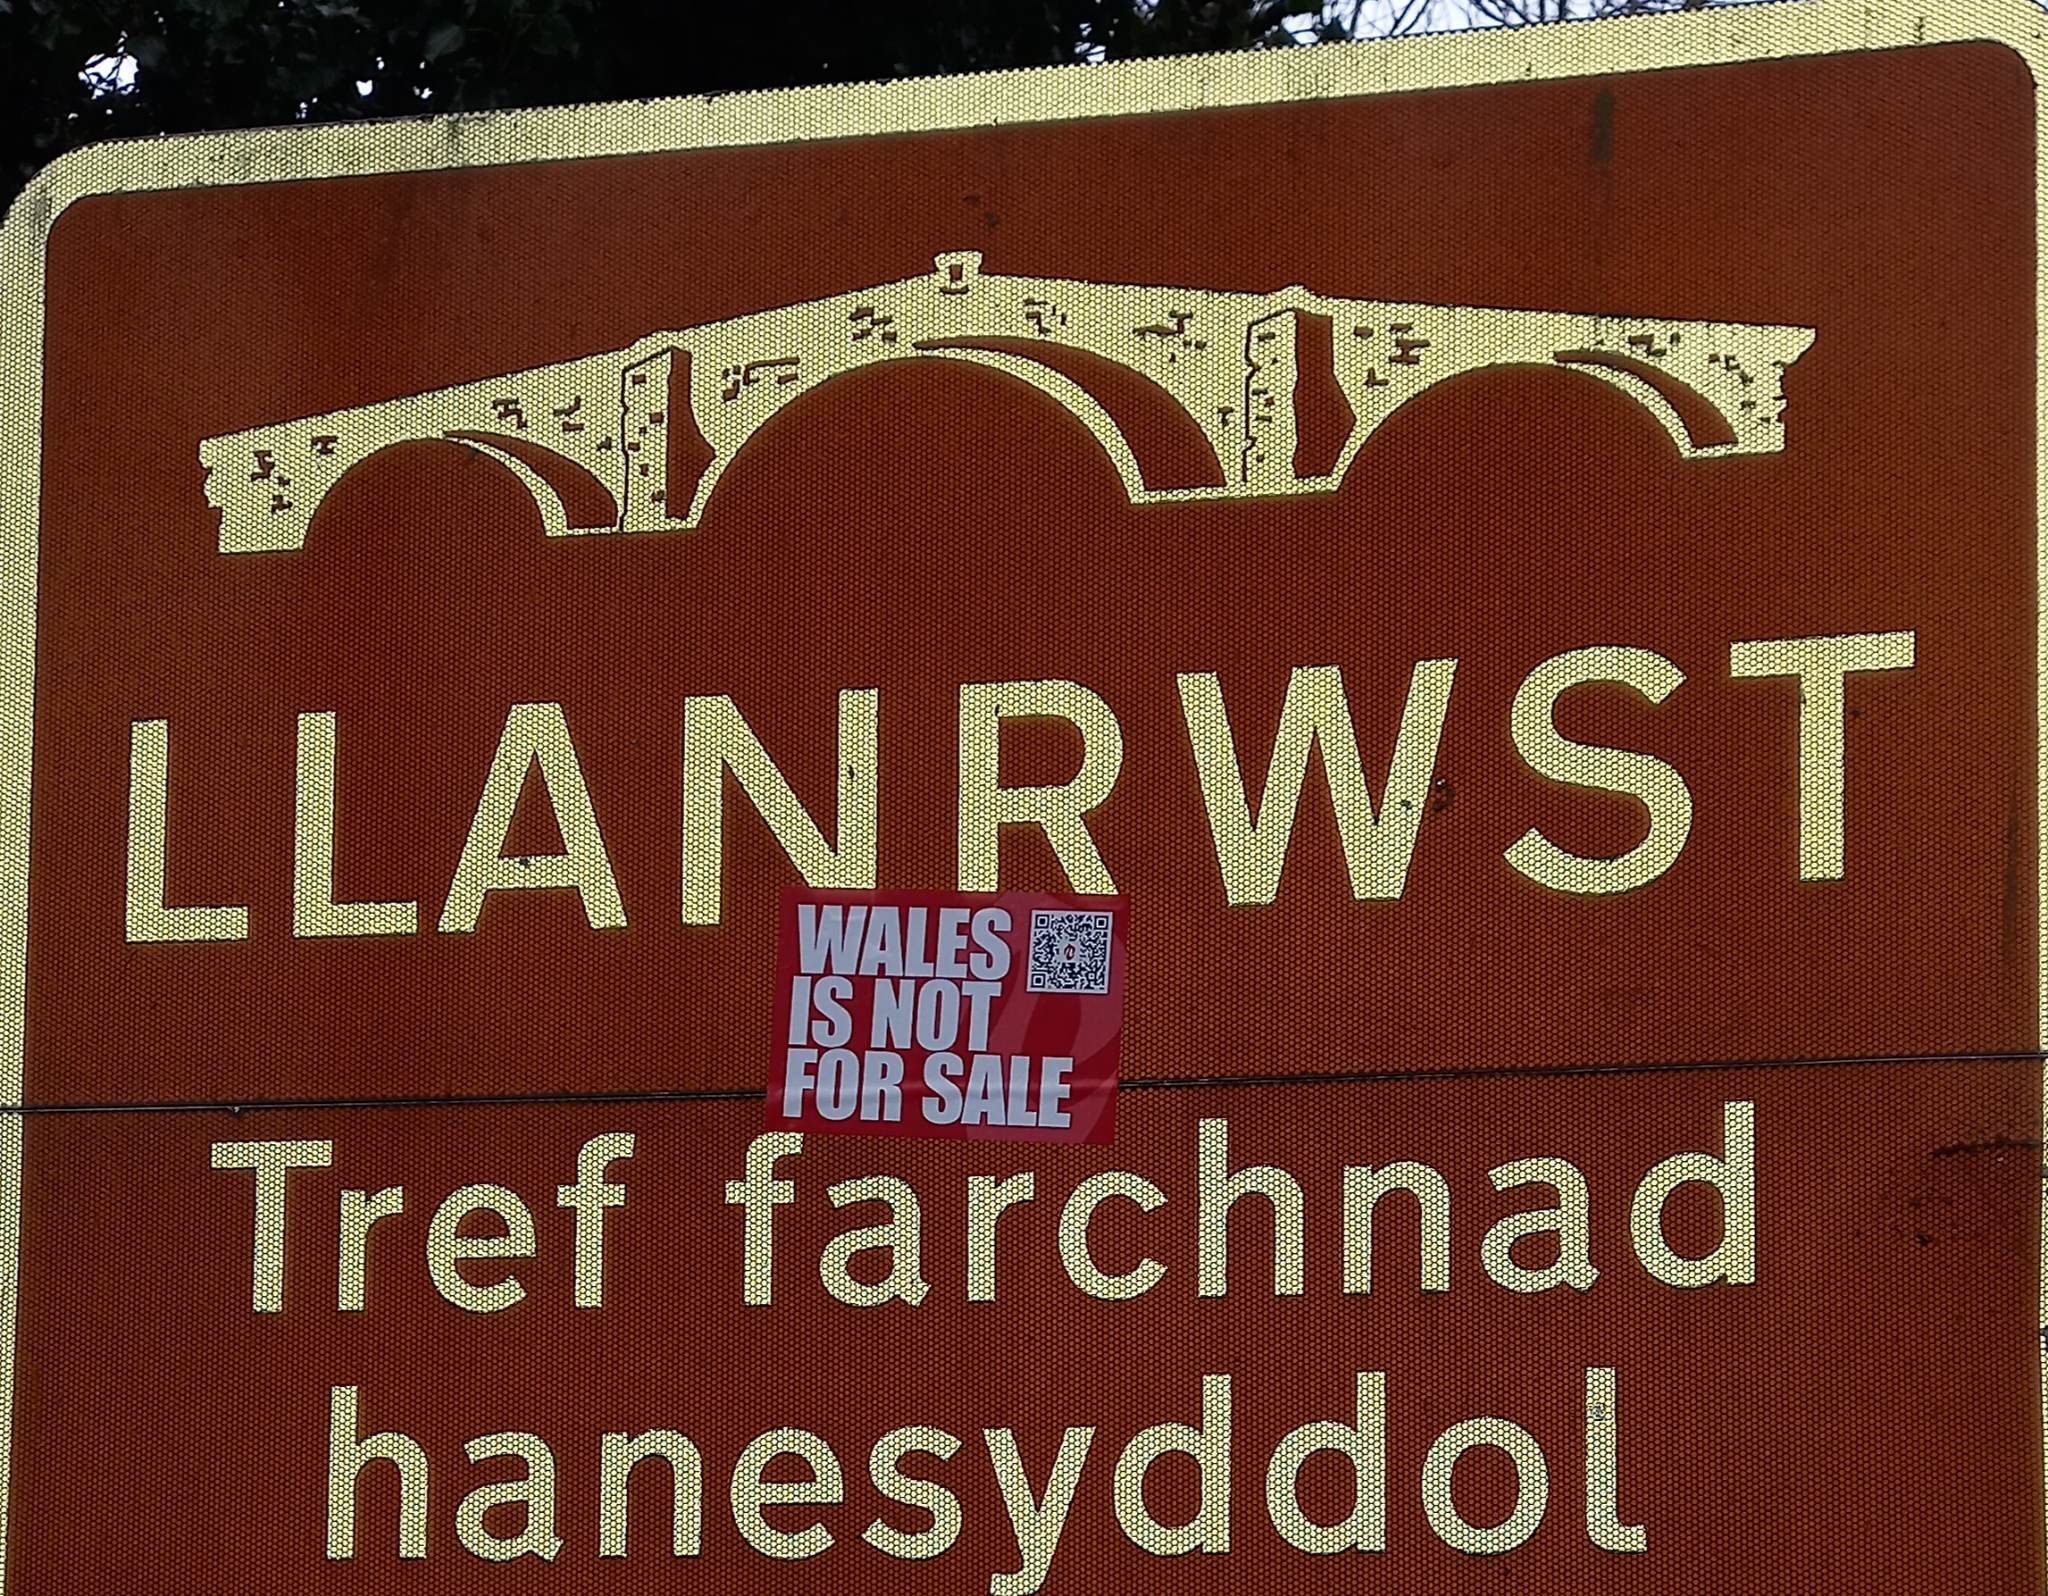 LLANRWST
WALES
IS NOT
FOR SALE
Tref farchnad
hanesyddol